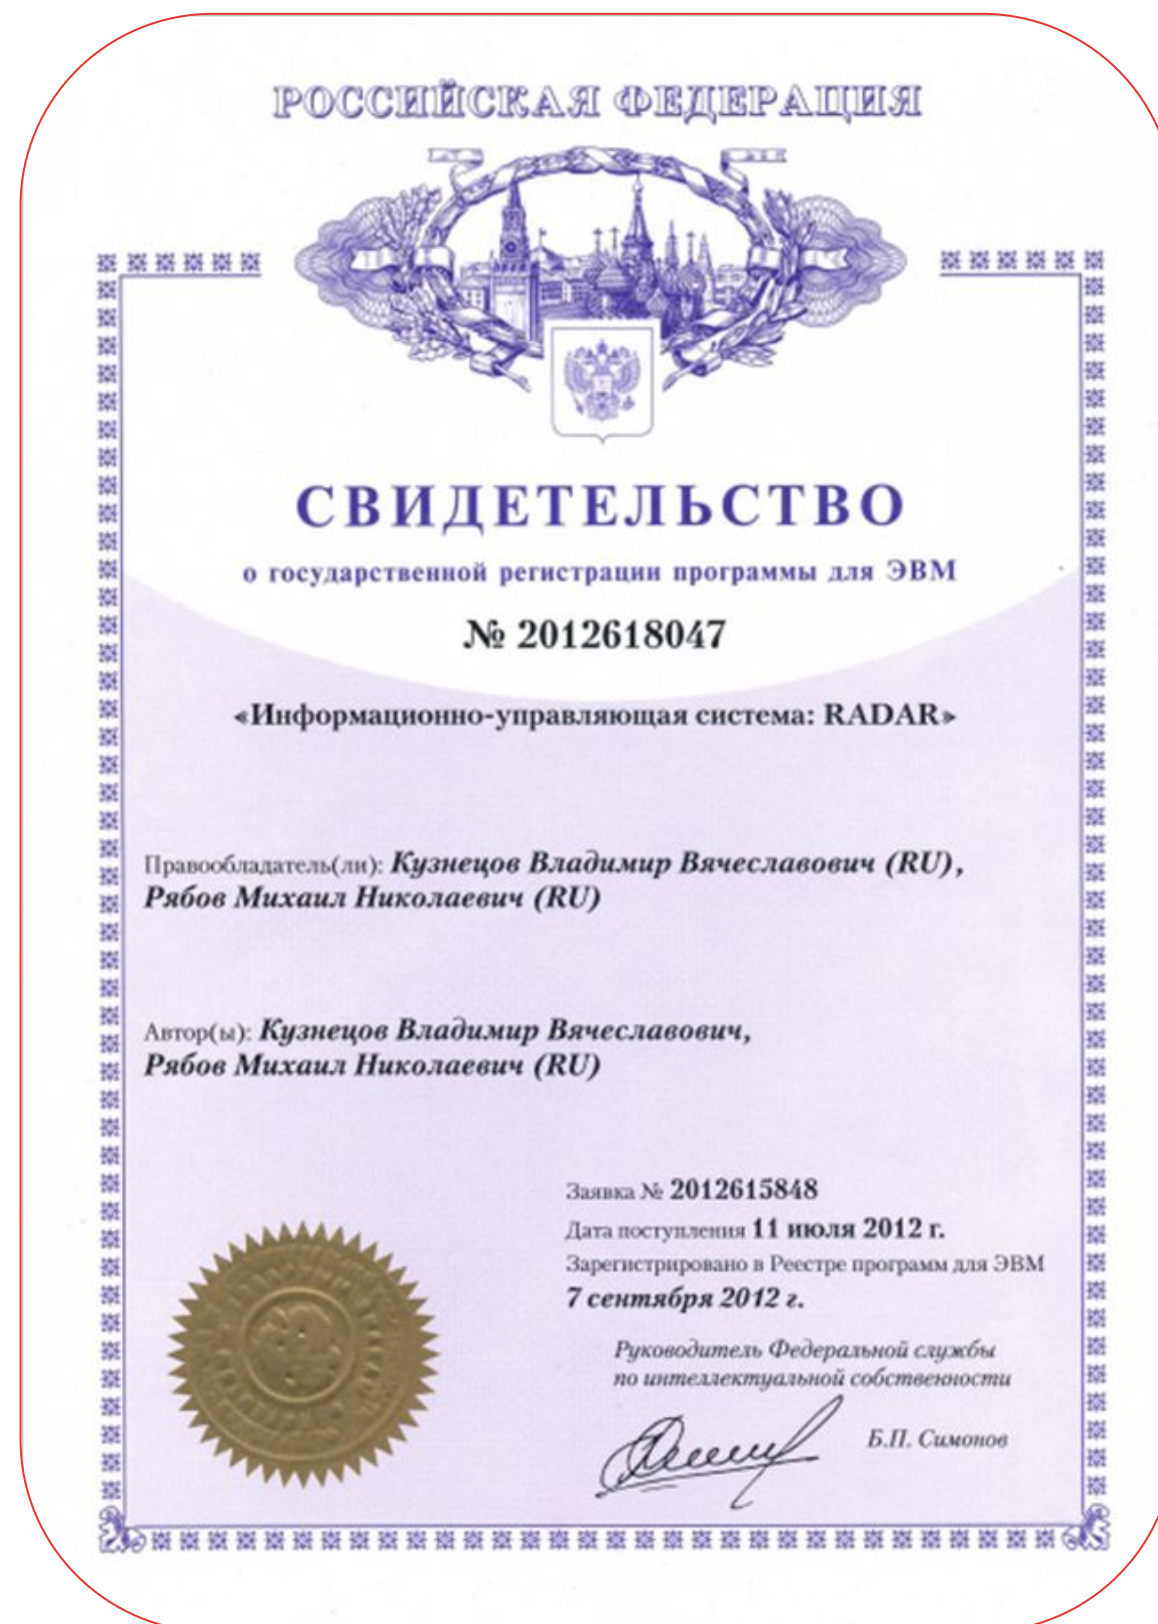 РОССИЙСКАЯ ФЕДЕРАЦИЯ
СВИДЕТЕЛЬСТВО
о государственной регистрации программы для ЭВМ
№ 2012618047
«Информационно-управляющая система: RADAR»
Правообладатель(ли): Кузнецов Владимир Вячеславович (RU),
Рябов Михаил Николаевич (RU)
Автор(ы): Кузнецов Владимир Вячеславович,
Рябов Михаил Николаевич (RU)
Заявка № 2012615848
Дата поступления 11 июля 2012 г.
Зарегистрировано в Реестре программ для ЭВМ
7 сентября 2012 г.
Руководитель Федеральной службы
по интеллектуальной собственности
Б.П. Симонов